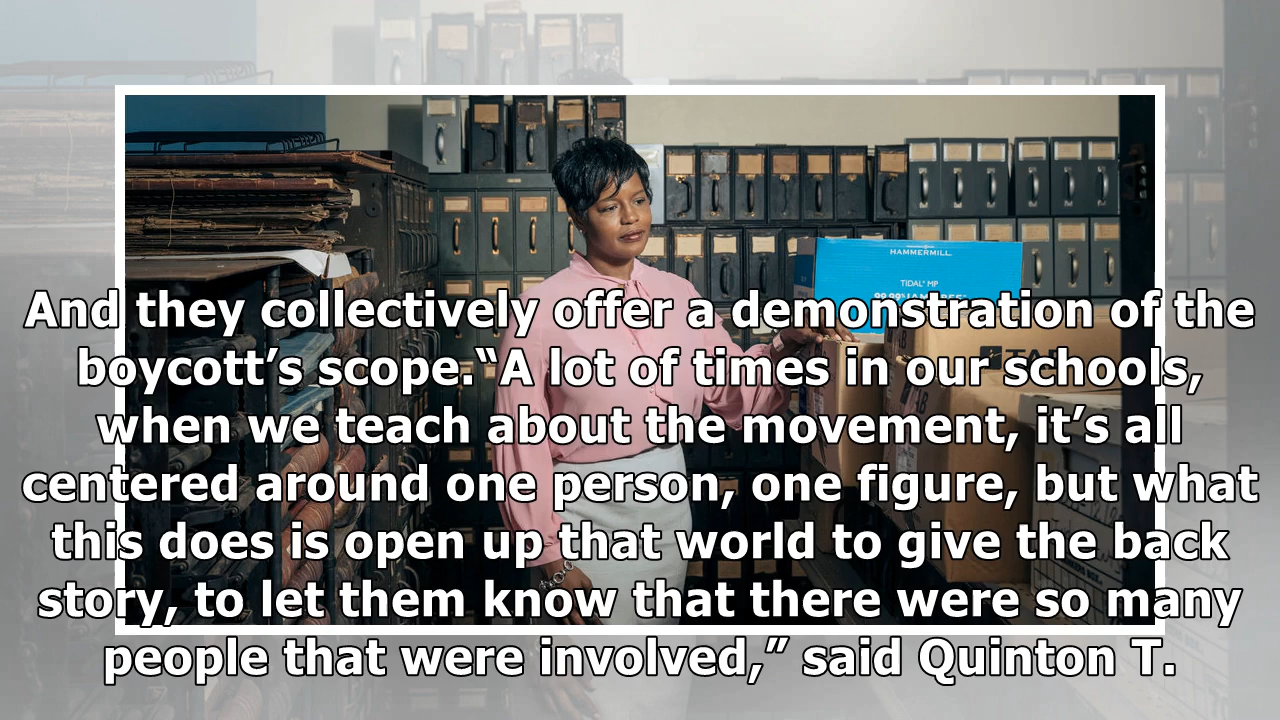 HAMMERMILL
TIDAL MP
And they collectively offer a demonstration of the
boycott’s scope. “A lot of times in our schools,
when we teach about the movement, it’s all
centered around one person, one figure, but what
this does is open up that world to give the back
story, to let them know that there were so many
people that were involved,” said Quinton T.